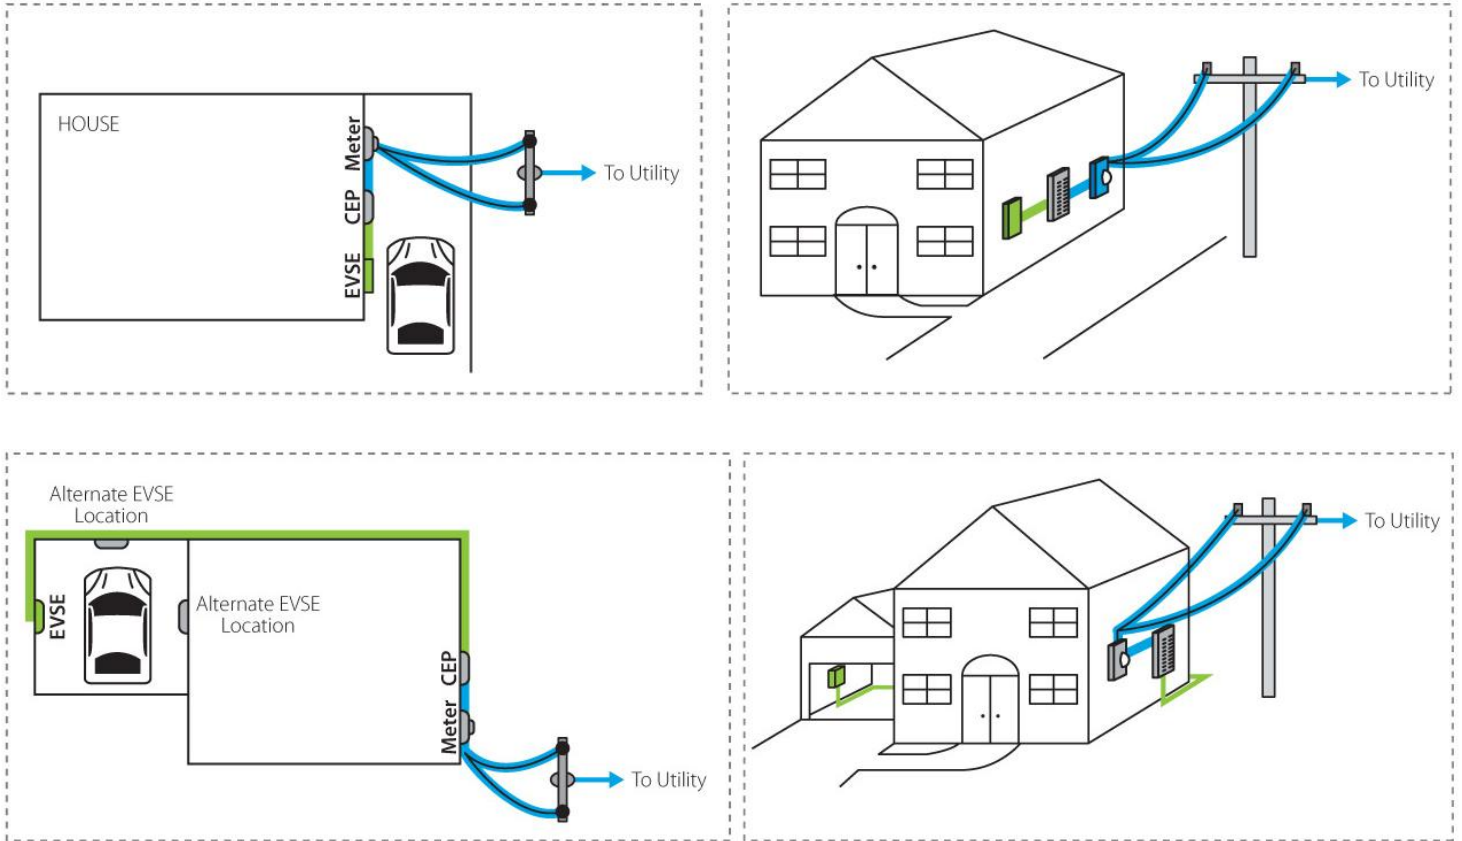 HOUSE
Meter
CEP
EVSE
To Utility
To Utility
Alternate EVSE
Location
EVSE
Alternate EVSE
Location
CEP
Meter
To Utility
To Utility